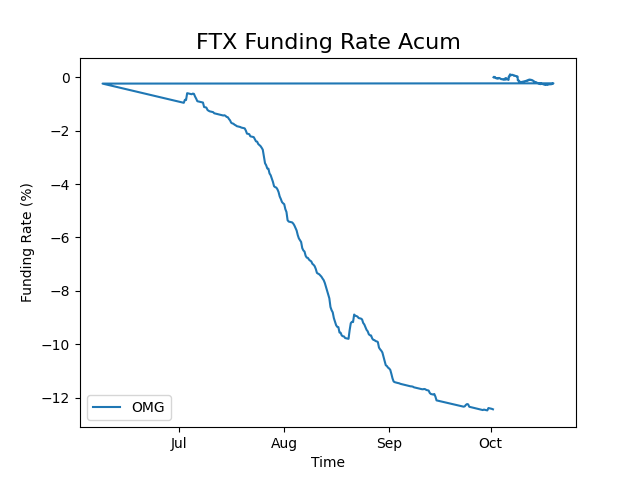 FTX Funding Rate Acum
Funding Rate (%)
0
−2
−4
−6
−8
−10
−12
OMG
Jul
Aug
Sep
Oct
Time